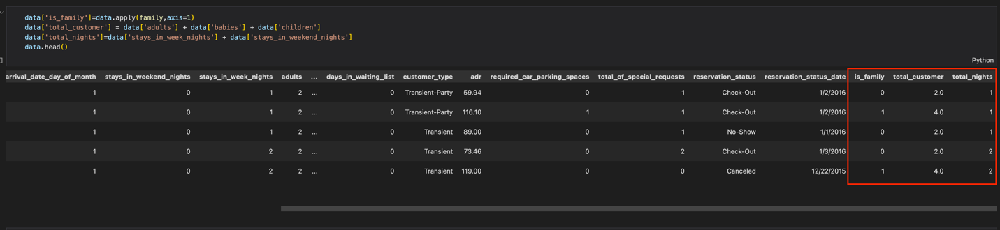 data['is_family']=data.apply(family,axis=1)
data['total_customer'] = data['adults'] + data['babies'] + data['children']
data['total_nights']=data['stays_in_week_nights'] + data['stays_in_weekend_nights']
data.head()
Python
arrival_date_day_of_month stays_in_weekend_nights stays_in_week_nights adults ... days_in_waiting_list customer_type adr required_car_parking_spaces total_of_special_requests reservation_status reservation_status_date is_family total_customer total_nights
1 0 1 2 ... 0 Transient-Party 59.94 0 1 Check-Out 1/2/2016 0 2.0 1
1 0 1 2 ... 0 Transient-Party 116.10 1 1 Check-Out 1/2/2016 1 4.0 1
1 0 1 2 ... 0 Transient 89.00 0 1 No-Show 1/1/2016 0 2.0 1
1 0 2 2 ... 0 Transient 73.46 0 2 Check-Out 1/3/2016 0 2.0 2
1 0 2 2 ... 0 Transient 119.00 0 0 Canceled 12/22/2015 1 4.0 2